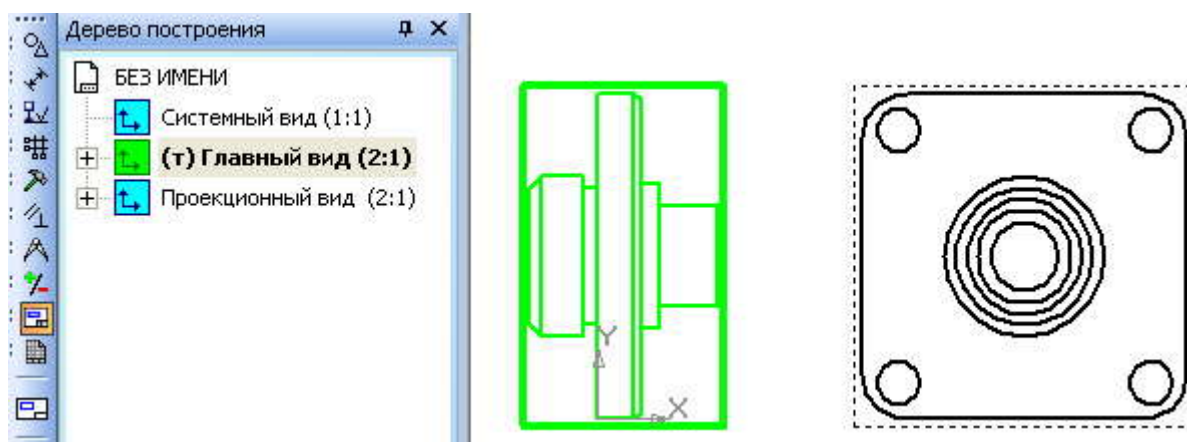 Дерево построения
БЕЗ ИМЕНИ
Системный вид (1:1)
(т) Главный вид (2:1)
Проекционный вид (2:1)
Y
X